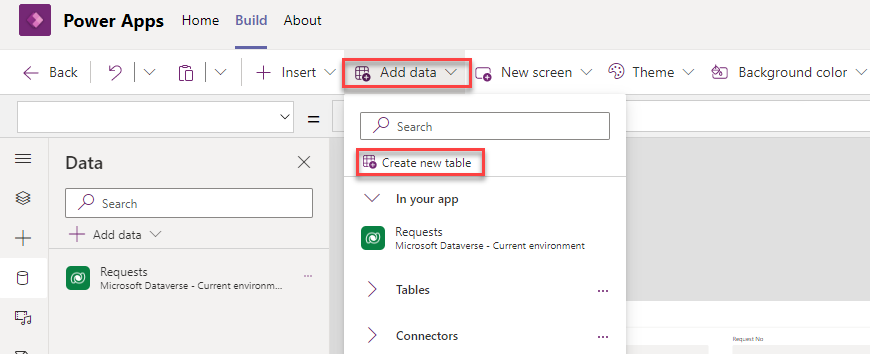 Power Apps Home Build About
Back Insert Add data New screen Theme Background color
=
Data
Search
Add data
Requests
Microsoft Dataverse - Current environm...
Search
Create new table
In your app
Requests
Microsoft Dataverse - Current environment
Tables
Connectors
Request No